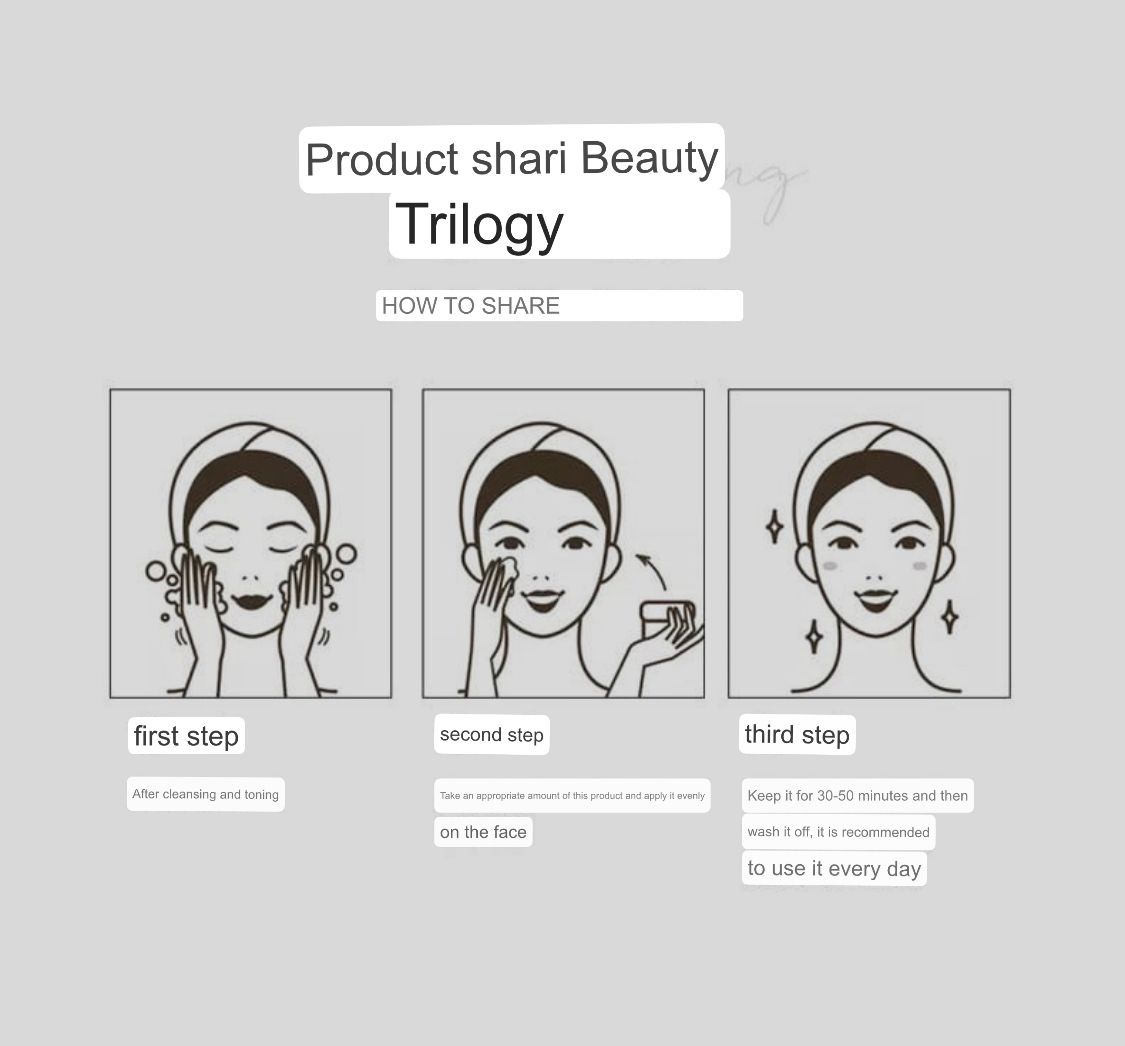 Product shari Beauty
ng
Trilogy
HOW TO SHARE
first step
second step
third step
After cleansing and toning
Take an appropriate amount of this product and apply it evenly
on the face
Keep it for 30-50 minutes and then
wash it off, it is recommended
to use it every day